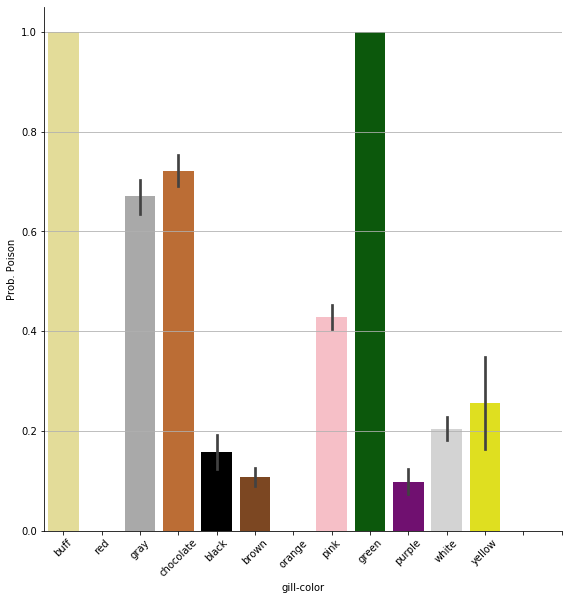 1.0
0.8
0.6
0.4
0.2
0.0
Prob. Poison
buff red gray chocolate black brown orange pink green purple white yellow
gill-color